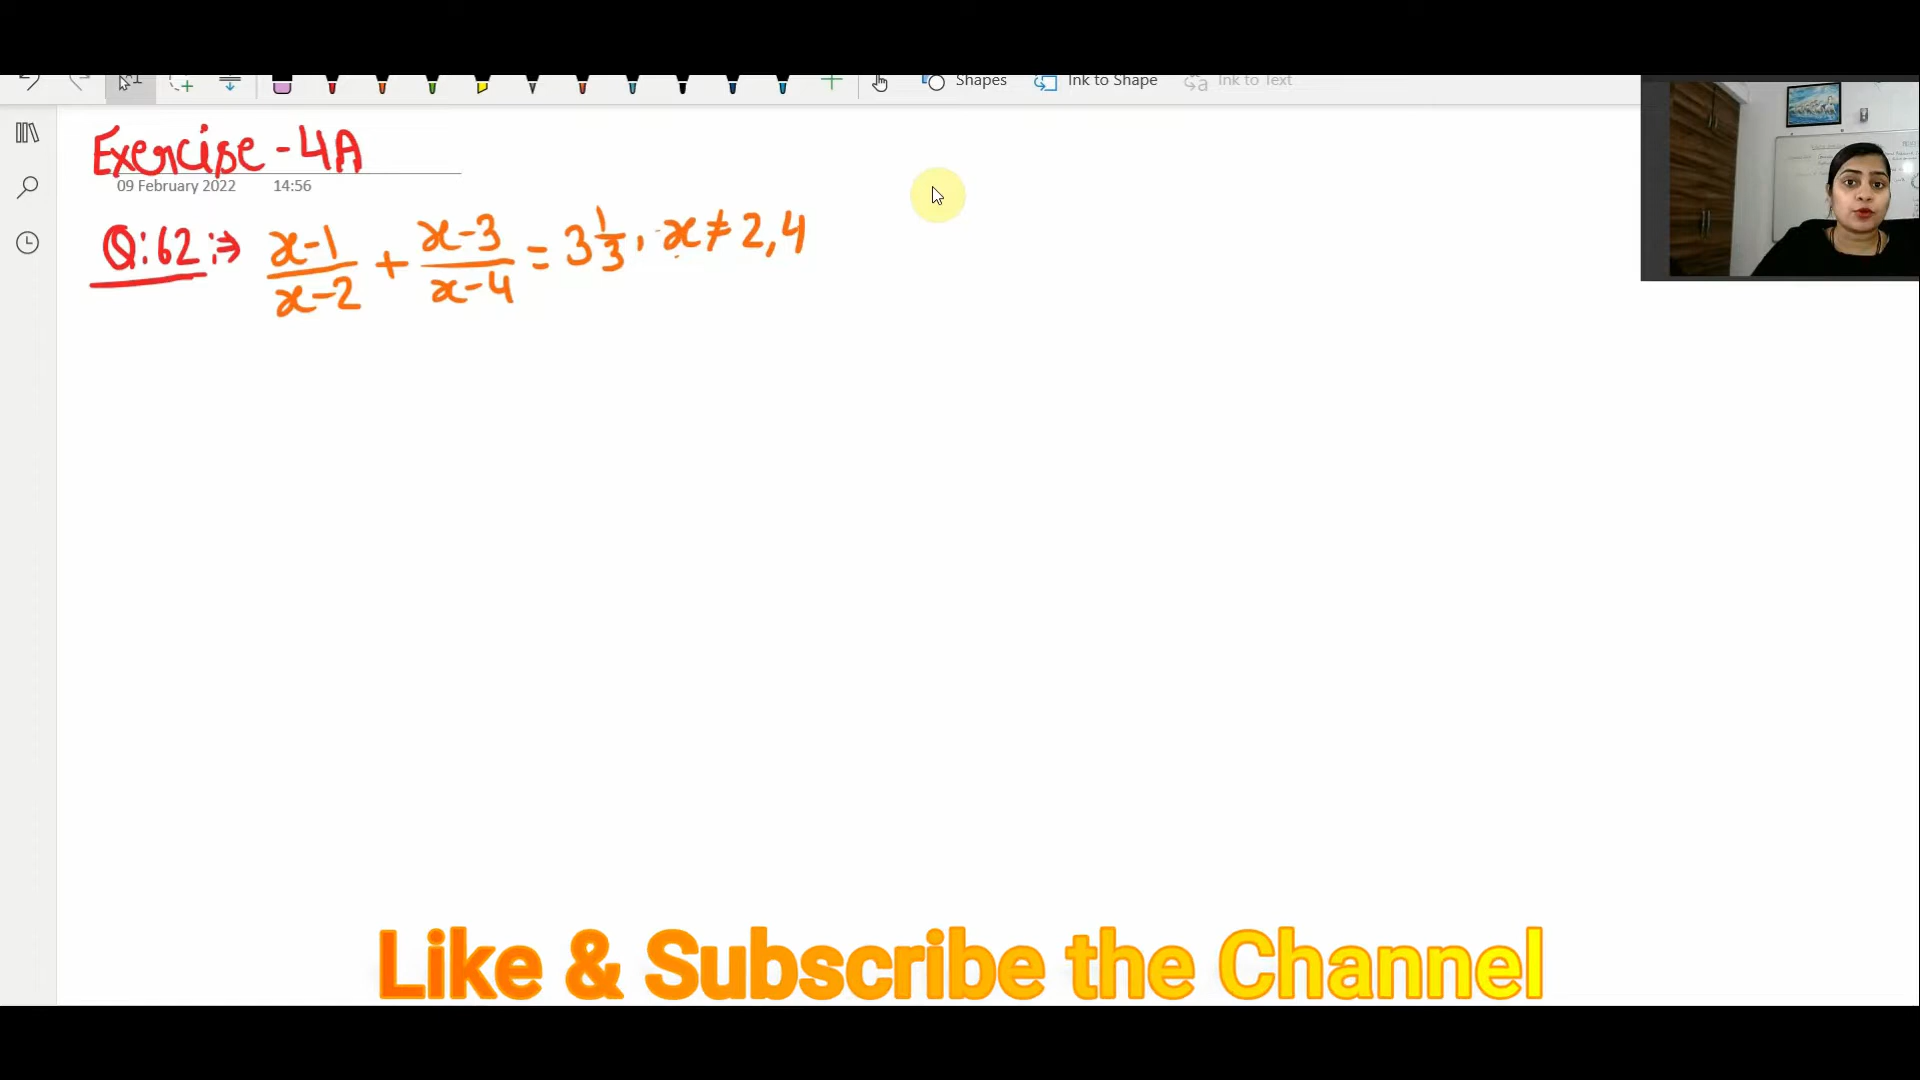 Shapes Ink to Shape Ink to Text
Exercise - 4A
09 February 2022 14:56
Q:62 :⇒ (x-1)/(x-2) + (x-3)/(x-4) = 3 1/3, x ≠ 2, 4
Like & Subscribe the Channel